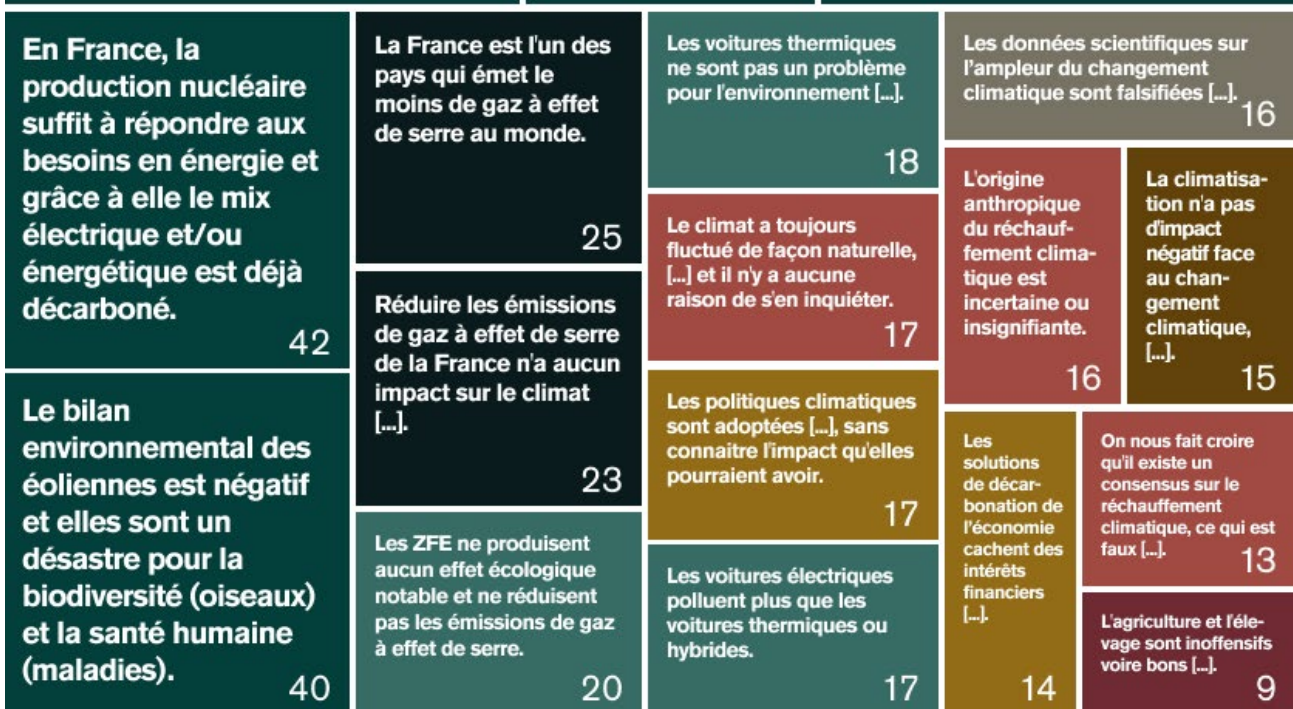 En France, la
production nucléaire
suffit à répondre aux
besoins en énergie et
grâce à elle le mix
électrique et/ou
énergétique est déjà
décarboné.
42
Le bilan
environnemental des
éoliennes est négatif
et elles sont un
désastre pour la
biodiversité (oiseaux)
et la santé humaine
(maladies).
40
La France est l'un des
pays qui émet le
moins de gaz à effet
de serre au monde.
25
Réduire les émissions
de gaz à effet de serre
de la France n'a aucun
impact sur le climat
[...].
23
Les ZFE ne produisent
aucun effet écologique
notable et ne réduisent
pas les émissions de gaz
à effet de serre.
20
Les voitures thermiques
ne sont pas un problème
pour l'environnement [...].
18
Le climat a toujours
fluctué de façon naturelle,
[...] et il n'y a aucune
raison de s'en inquiéter.
17
Les politiques climatiques
sont adoptées [...], sans
connaitre l'impact qu'elles
pourraient avoir.
17
Les voitures électriques
polluent plus que les
voitures thermiques ou
hybrides.
17
Les données scientifiques sur
l'ampleur du changement
climatique sont falsifiées [...].
16
L'origine
anthropique
du réchauf-
fement clima-
tique est
incertaine ou
insignifiante.
16
La climatisa-
tion n'a pas
d'impact
négatif face
au chan-
gement
climatique,
[...].
15
Les
solutions
de décar-
bonation de
l'économie
cachent des
intérêts
financiers
[...].
14
On nous fait croire
qu'il existe un
consensus sur le
réchauffement
climatique, ce qui est
faux [...].
13
L'agriculture et l'éle-
vage sont inoffensifs
voire bons [...].
9